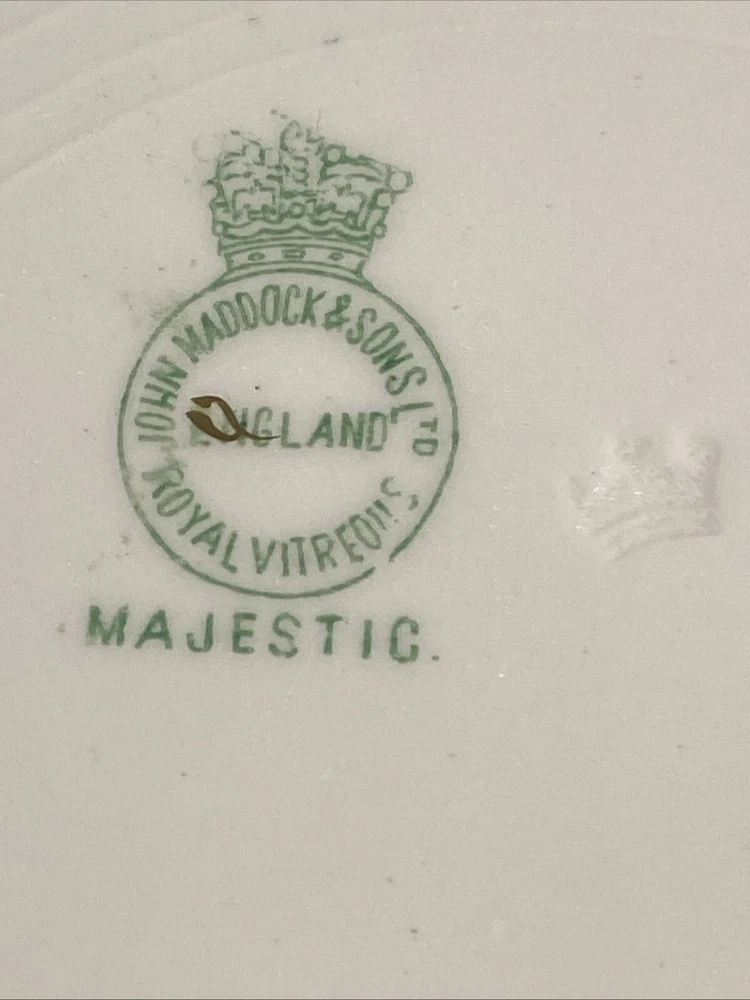 JOHN MADDOCK & SONS LTD
ENGLAND
ROYAL VITREOUS
MAJESTIC.